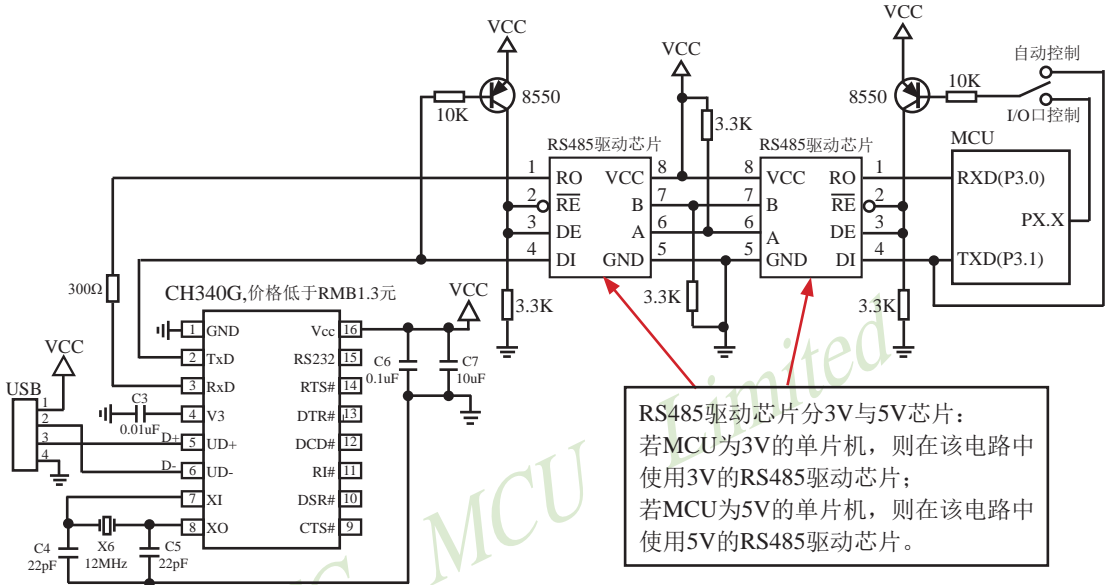 VCC
VCC
VCC
自动控制
8550
10K
8550
10K
I/O口控制
3.3K
RS485驱动芯片
RS485驱动芯片
MCU
1
RO
VCC
8
8
VCC
RO
1
RXD(P3.0)
2
RE
B
7
7
B
RE
2
PX.X
3
DE
A
6
6
A
DE
3
4
DI
GND
5
5
GND
DI
4
TXD(P3.1)
300Ω
CH340G,价格低于RMB1.3元
VCC
3.3K
3.3K
3.3K
1
GND
Vcc
16
2
TxD
RS232
15
C6
0.1uF
C7
10uF
3
RxD
RTS#
14
4
V3
DTR#
13
5
UD+
DCD#
12
6
UD-
RI#
11
7
XI
DSR#
10
8
XO
CTS#
9
VCC
USB
1
2
3
4
C3
0.01uF
D+
D-
C4
22pF
X6
12MHz
C5
22pF
RS485驱动芯片分3V与5V芯片：
若MCU为3V的单片机，则在该电路中
使用3V的RS485驱动芯片；
若MCU为5V的单片机，则在该电路中
使用5V的RS485驱动芯片。
MCU Limited